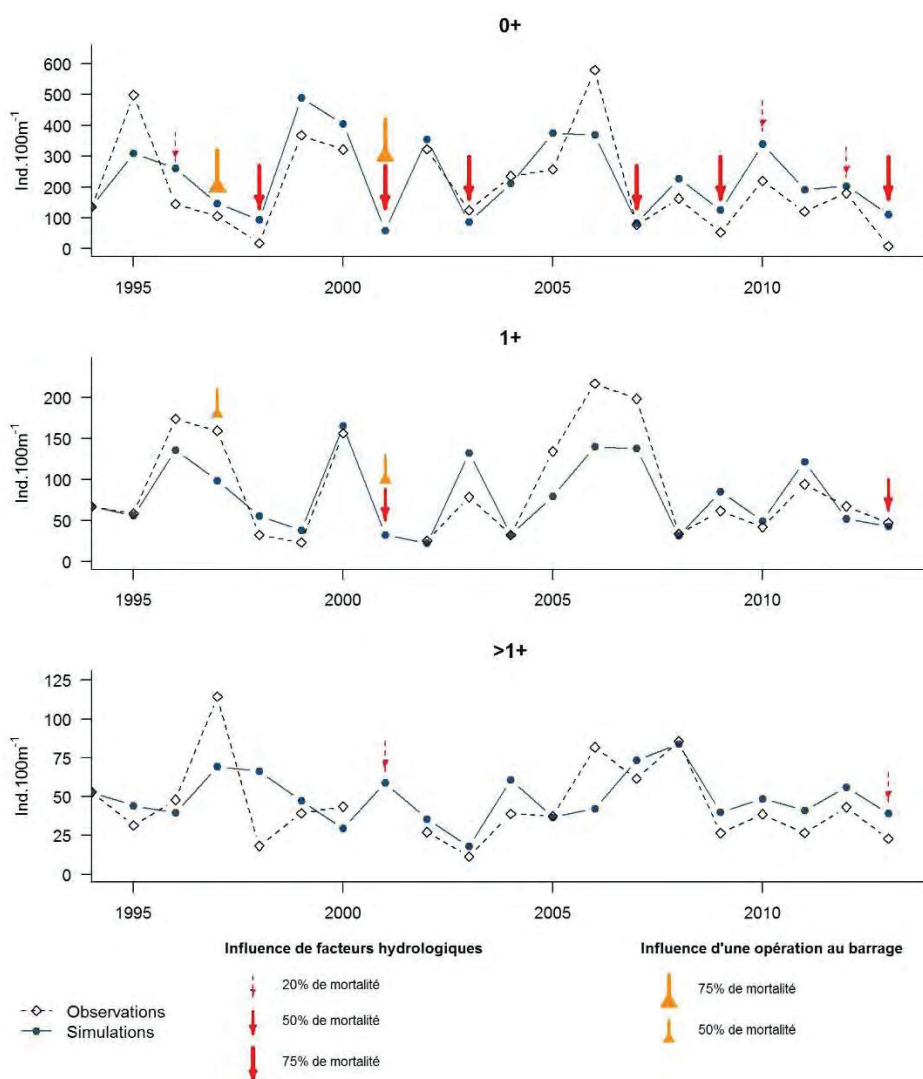 0+
Ind.100m-1
600
500
400
300
200
100
0
1995
2000
2005
2010
1+
Ind.100m-1
200
150
100
50
0
1995
2000
2005
2010
>1+
Ind.100m-1
125
100
75
50
25
0
1995
2000
2005
2010
Influence de facteurs hydrologiques
Influence d'une opération au barrage
Observations
Simulations
20% de mortalité
50% de mortalité
75% de mortalité
75% de mortalité
50% de mortalité